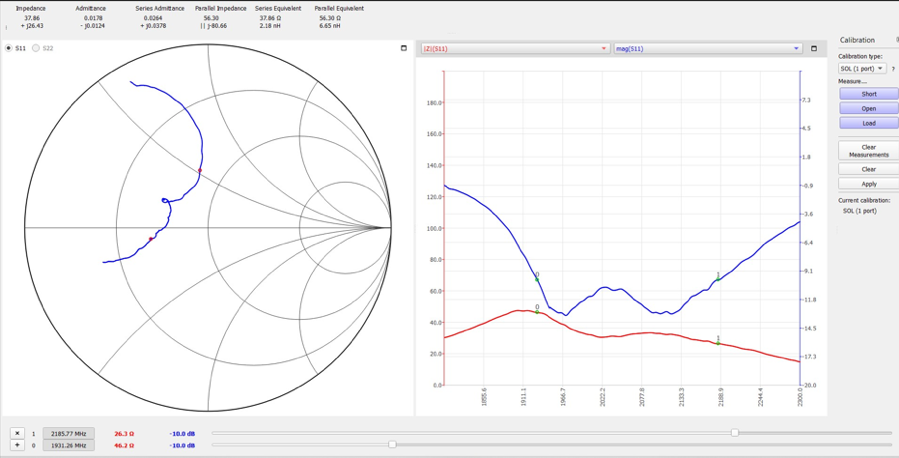 Impedance Admittance Series Admittance Parallel Impedance Series Equivalent Parallel Equivalent
37.86 0.0178 0.0264 56.30 37.86 Ω 56.30 Ω
+ j26.43 - j0.0124 + j0.0378 || j-80.66 2.18 nH 6.65 nH
S11 S22
|Z|(S11) mag(S11)
180.0
160.0
140.0
120.0
100.0
80.0
60.0
40.0
20.0
0.0
7.3
4.5
1.8
-0.9
-3.6
-6.4
-9.1
-11.8
-14.5
-17.3
-20.0
0
0
1
1
1855.6
1911.1
1966.7
2022.2
2077.8
2133.3
2188.9
2244.4
2300.0
Calibration
Calibration type:
SOL (1 port) ?
Measure...
Short
Open
Load
Clear
Measurements
Clear
Apply
Current calibration:
SOL (1 port)
× 1 2185.77 MHz 26.3 Ω -10.0 dB
+ 0 1931.26 MHz 46.2 Ω -10.0 dB